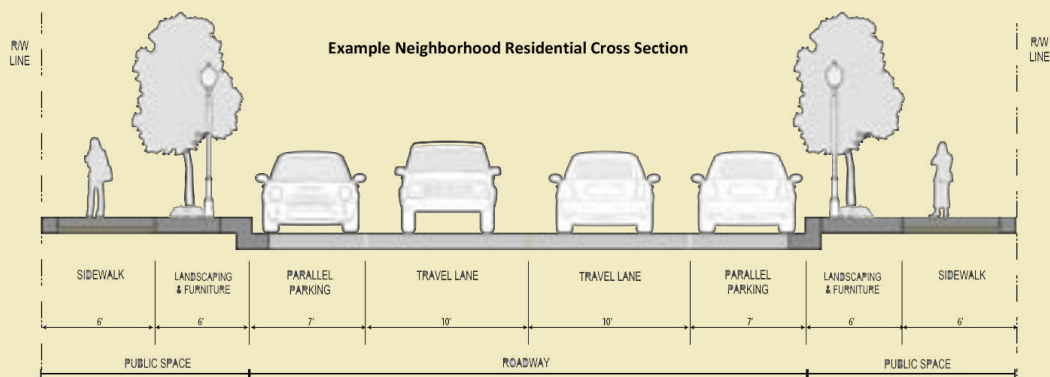 Example Neighborhood Residential Cross Section
R/W
LINE
R/W
LINE
SIDEWALK
LANDSCAPING
& FURNITURE
PARALLEL
PARKING
TRAVEL LANE
TRAVEL LANE
PARALLEL
PARKING
LANDSCAPING
& FURNITURE
SIDEWALK
6'
6'
7'
10'
10'
7'
6'
6'
PUBLIC SPACE
ROADWAY
PUBLIC SPACE